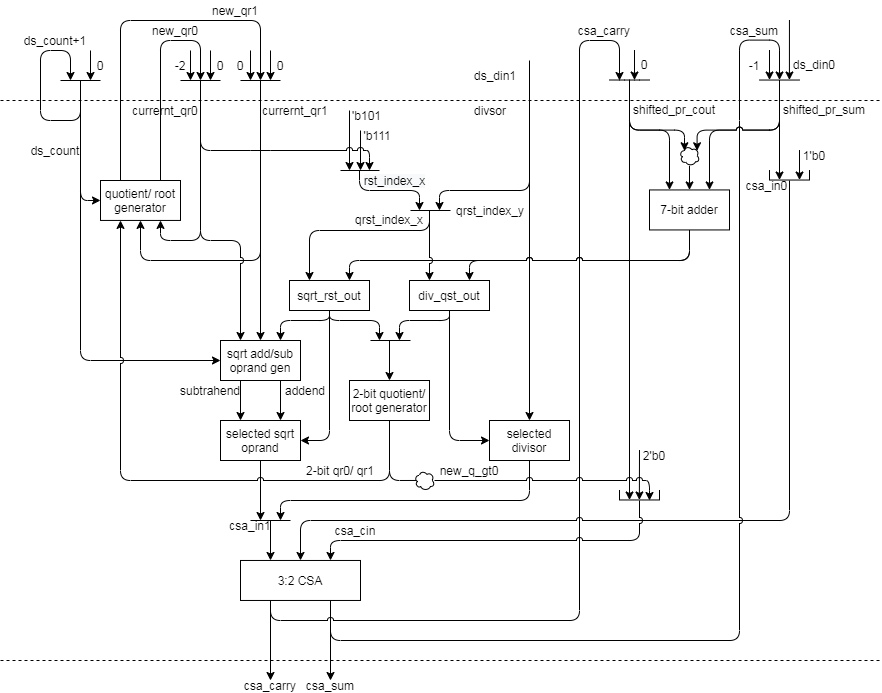 new_qr1
new_qr0
ds_count+1
0
-2
0
0
0
csa_carry
0
csa_sum
-1
ds_din0
ds_din1
currernt_qr0
currernt_qr1
'b101
divsor
shifted_pr_cout
shifted_pr_sum
'b111
ds_count
1'b0
rst_index_x
csa_in0
quotient/ root
generator
qrst_index_x
qrst_index_y
7-bit adder
sqrt_rst_out
div_qst_out
sqrt add/sub
oprand gen
subtrahend
addend
2-bit quotient/
root generator
selected sqrt
oprand
selected
divisor
2'b0
2-bit qr0/ qr1
new_q_gt0
csa_in1
csa_cin
3:2 CSA
csa_carry
csa_sum